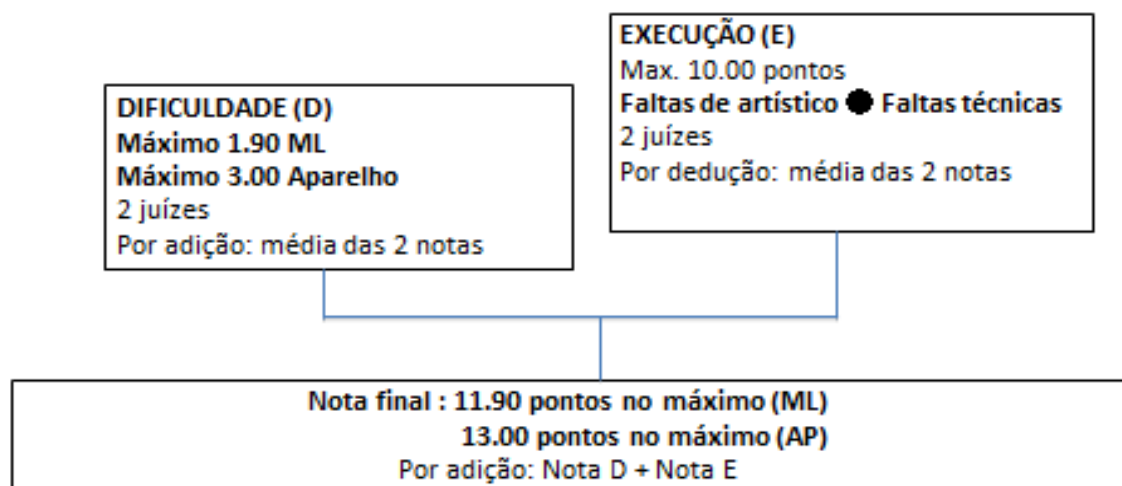 DIFICULDADE (D)
Máximo 1.90 ML
Máximo 3.00 Aparelho
2 juízes
Por adição: média das 2 notas
EXECUÇÃO (E)
Max. 10.00 pontos
Faltas de artístico ● Faltas técnicas
2 juízes
Por dedução: média das 2 notas
Nota final : 11.90 pontos no máximo (ML)
13.00 pontos no máximo (AP)
Por adição: Nota D + Nota E